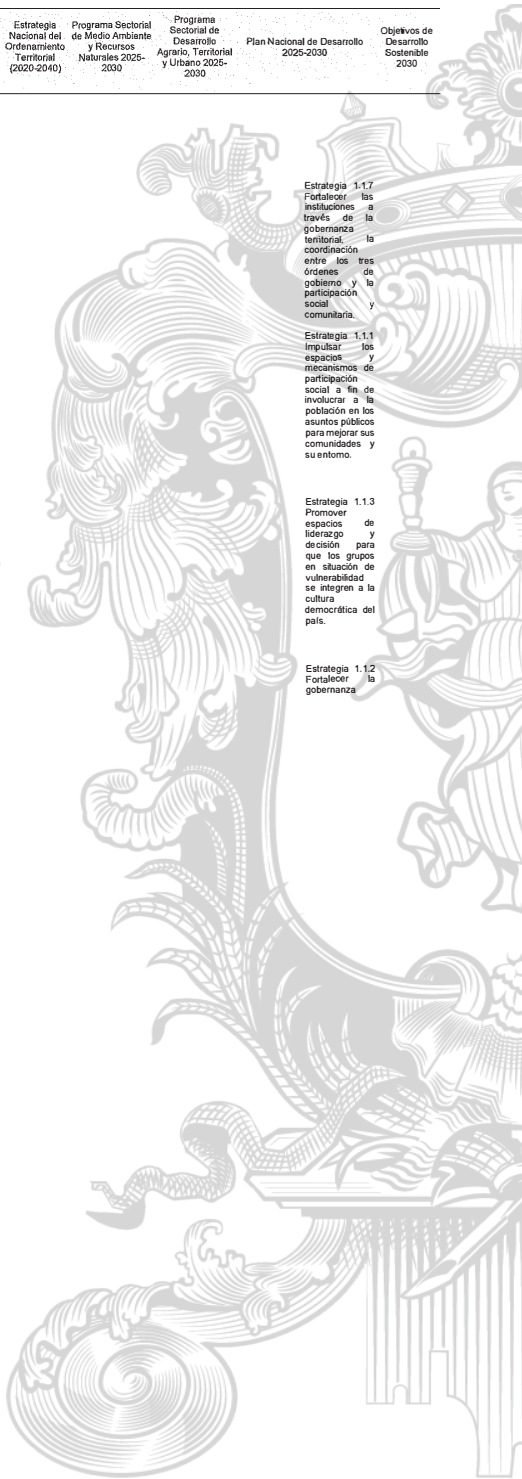 Estrategia
Nacional del
Ordenamiento
Territorial
(2020-2040)
Programa Sectorial
de Medio Ambiente
y Recursos
Naturales 2025-
2030
Programa
Sectorial de
Desarrollo
Agrario, Territorial
y Urbano 2025-
2030
Plan Nacional de Desarrollo
2025-2030
Objetivos de
Desarrollo
Sostenible
2030
Estrategia 1.1.7
Fortalecer las
instituciones a
través de la
gobernanza
territorial, la
coordinación
entre los tres
órdenes de
gobierno y la
participación
social y
comunitaria.
Estrategia 1.1.1
Impulsar los
espacios y
mecanismos de
participación
social a fin de
involucrar a la
población en los
asuntos públicos
para mejorar sus
comunidades y
su entorno.
Estrategia 1.1.3
Promover
espacios de
liderazgo y
decisión para
que los grupos
en situación de
vulnerabilidad
se integren a la
cultura
democrática del
país.
Estrategia 1.1.2
Fortalecer la
gobernanza